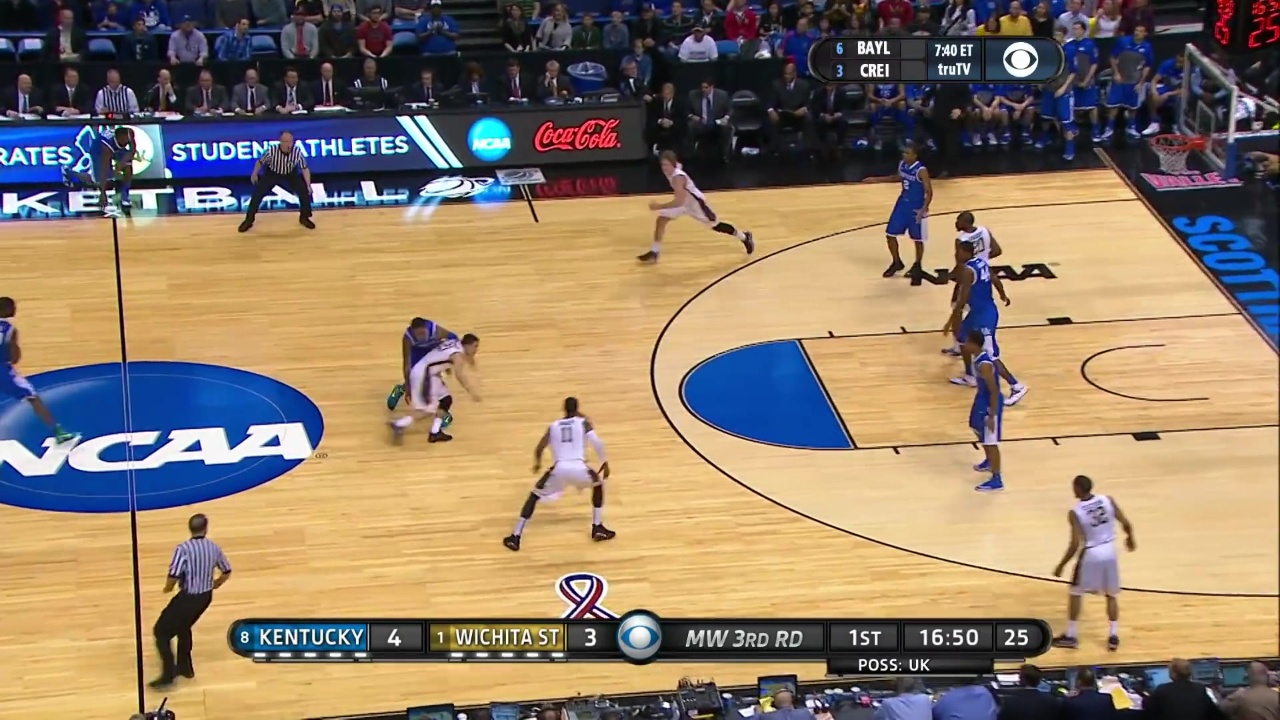 6 BAYL 7:40 ET
3 CREI truTV
RATES STUDENT-ATHLETES NCAA Coca-Cola
KETBALL
NCAA
SCOTT
NCAA
11
32
8 KENTUCKY 4 1 WICHITA ST 3 MW 3RD RD 1ST 16:50 25
POSS: UK